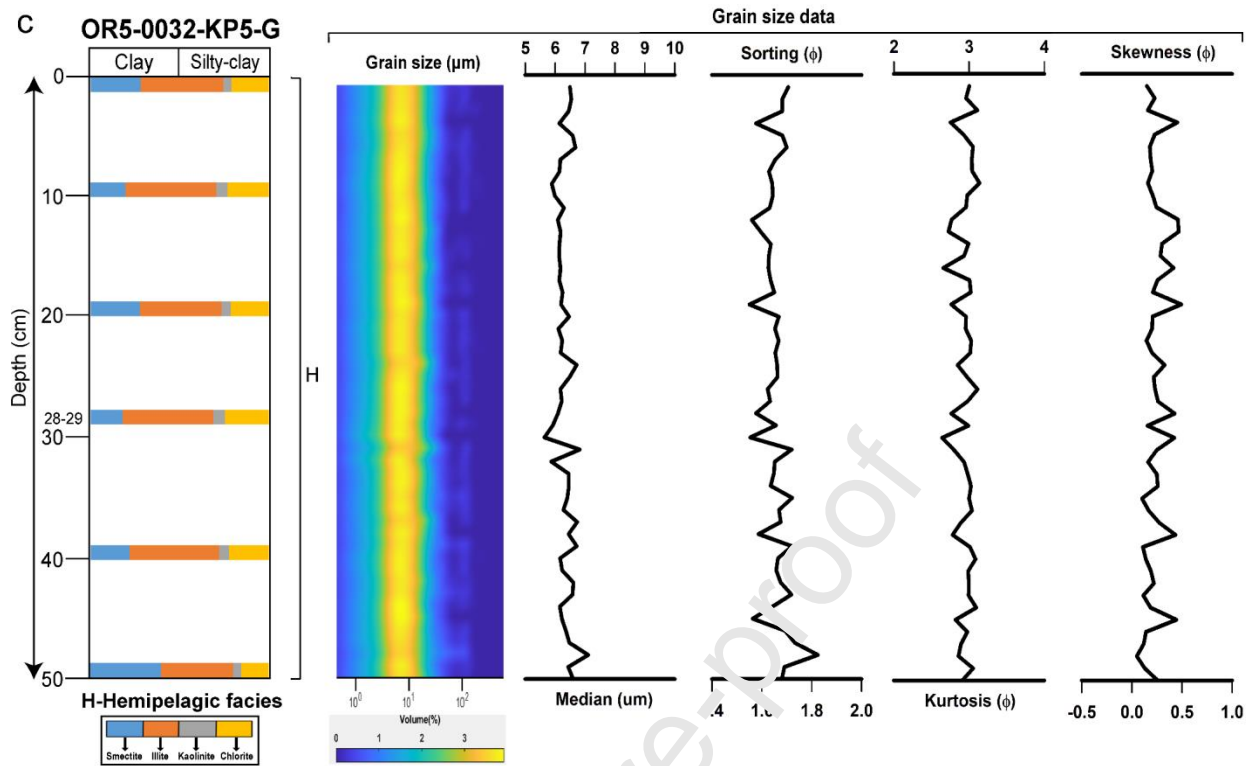 C
OR5-0032-KP5-G
Grain size data
Clay
Silty-clay
Grain size (µm)
5 6 7 8 9 10
Sorting (ϕ)
2 3 4
Skewness (ϕ)
Depth (cm)
0
10
20
28-29
30
40
50
H
10⁰ 10¹ 10²
Median (um)
.4 1.6 2.0
Kurtosis (ϕ)
-0.5 0.0 0.5 1.0
H-Hemipelagic facies
Smectite Illite Kaolinite Chlorite
Volume(%)
0 1 2 3
e-proof